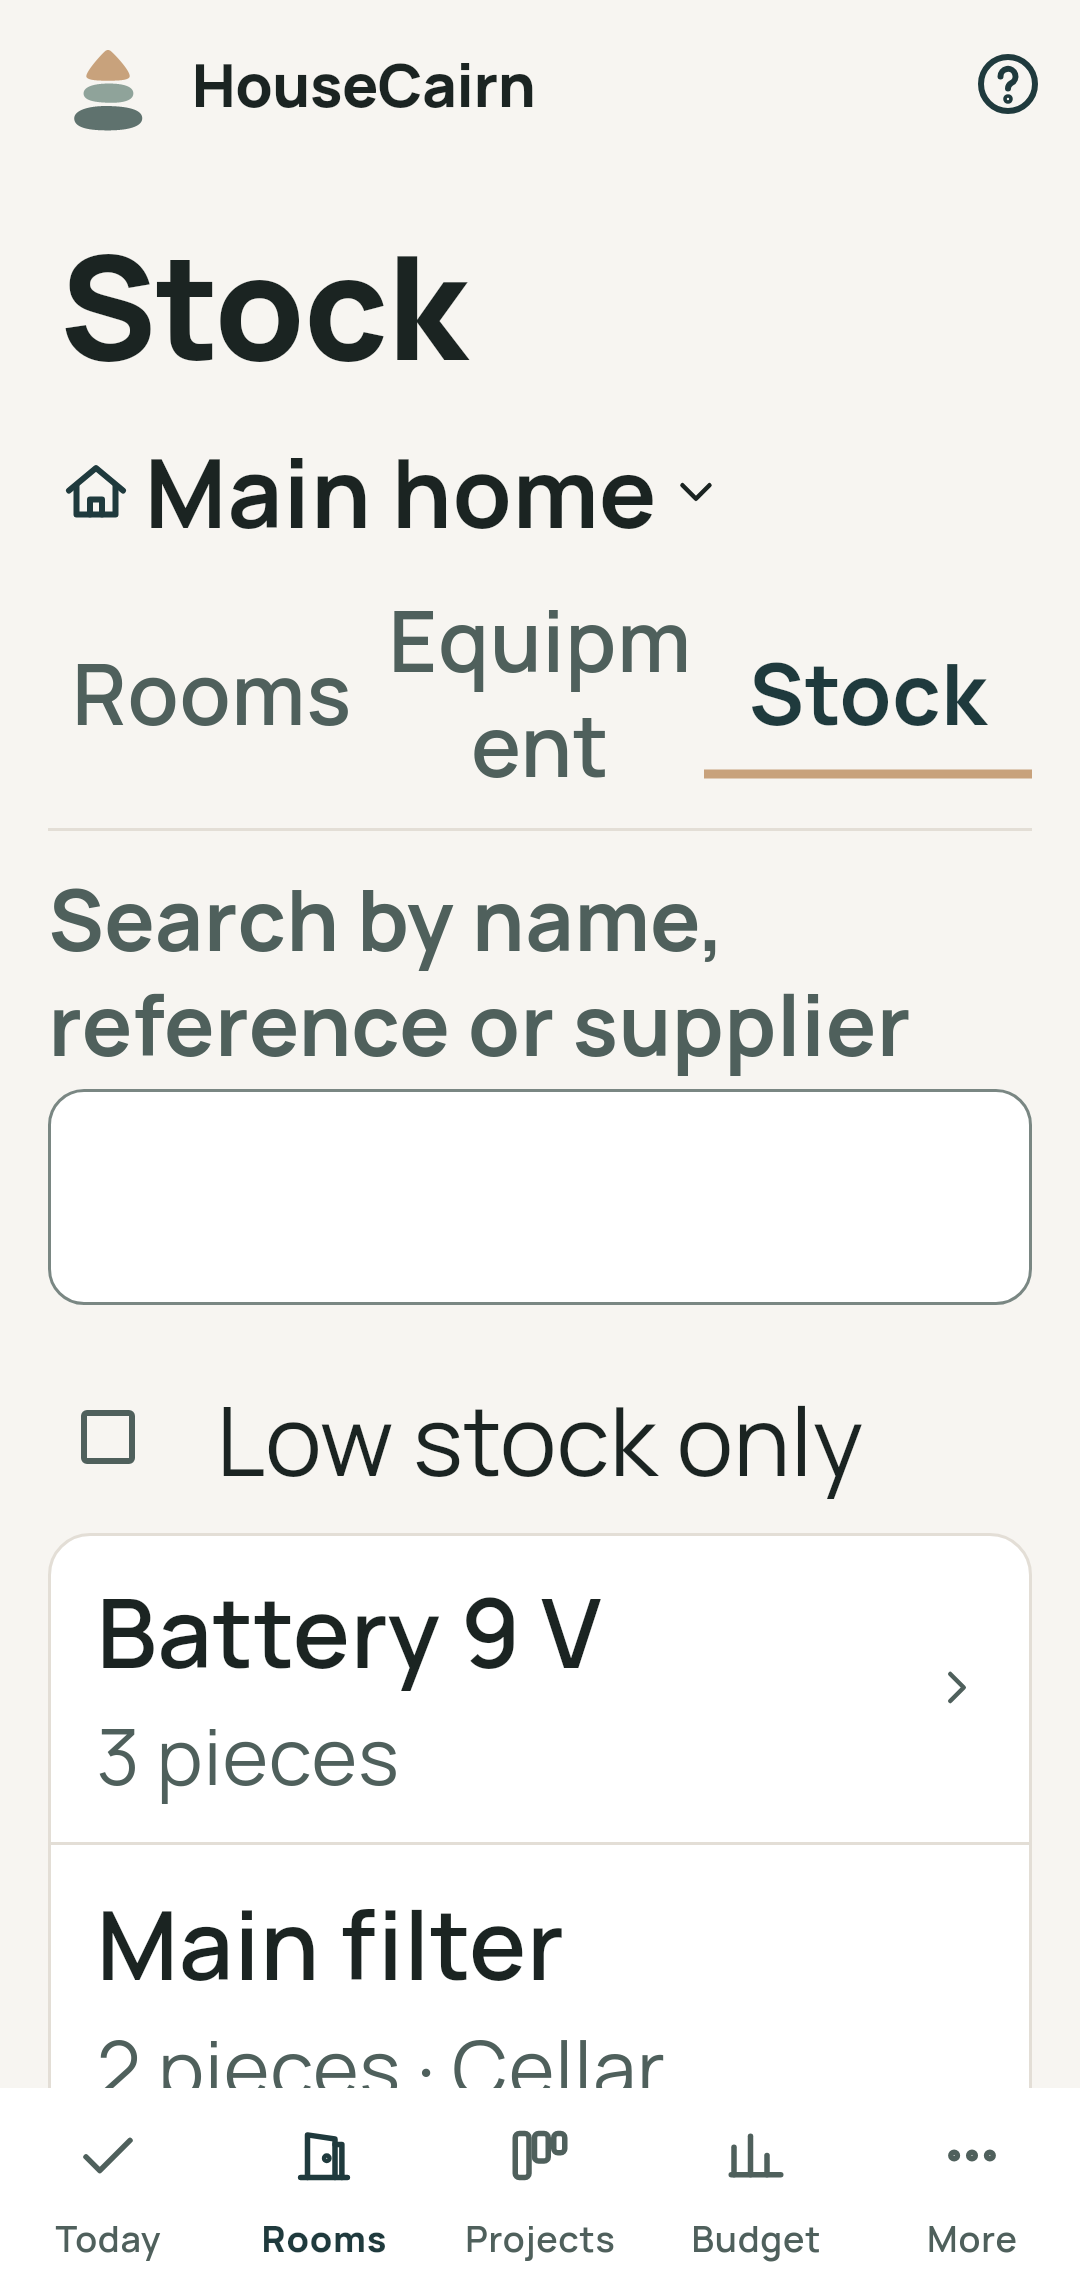 HouseCairn
Stock
Main home
Rooms
Equipm
ent
Stock
Search by name,
reference or supplier
Low stock only
Battery 9 V
3 pieces
Main filter
2 pieces · Cellar
Today
Rooms
Projects
Budget
More